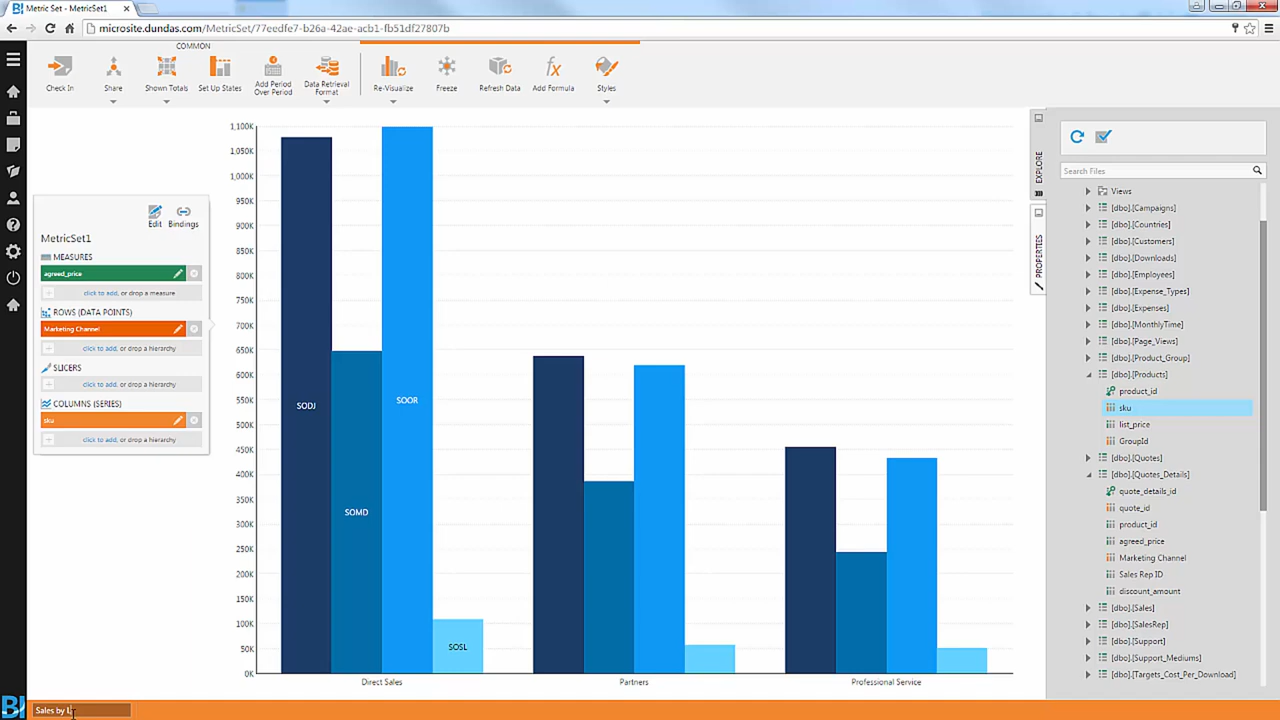 Metric Set - MetricSet1
microsite.dundas.com/MetricSet/77eedfe7-b26a-42ae-acb1-fb51df27807b
COMMON
Check In
Share
Shown Totals
Set Up States
Add Period Over Period
Data Retrieval Format
Re-Visualize
Freeze
Refresh Data
Add Formula
Styles
Edit
Bindings
MetricSet1
MEASURES
agreed_price
click to add, or drop a measure
ROWS (DATA POINTS)
Marketing Channel
click to add, or drop a hierarchy
SLICERS
click to add, or drop a hierarchy
COLUMNS (SERIES)
sku
click to add, or drop a hierarchy
1,100K
1,050K
1,000K
950K
900K
850K
800K
750K
700K
650K
600K
550K
500K
450K
400K
350K
300K
250K
200K
150K
100K
50K
0K
SODJ
SOMD
SOOR
SOSL
Direct Sales
Partners
Professional Service
EXPLORE
PROPERTIES
Search Files
Views
[dbo].[Campaigns]
[dbo].[Countries]
[dbo].[Customers]
[dbo].[Downloads]
[dbo].[Employees]
[dbo].[Expense_Types]
[dbo].[Expenses]
[dbo].[MonthlyTime]
[dbo].[Page_Views]
[dbo].[Product_Group]
[dbo].[Products]
product_id
sku
list_price
GroupId
[dbo].[Quotes]
[dbo].[Quotes_Details]
quote_details_id
quote_id
product_id
agreed_price
Marketing Channel
Sales Rep ID
discount_amount
[dbo].[Sales]
[dbo].[SalesRep]
[dbo].[Support]
[dbo].[Support_Mediums]
[dbo].[Targets_Cost_Per_Download]
BI
Sales by